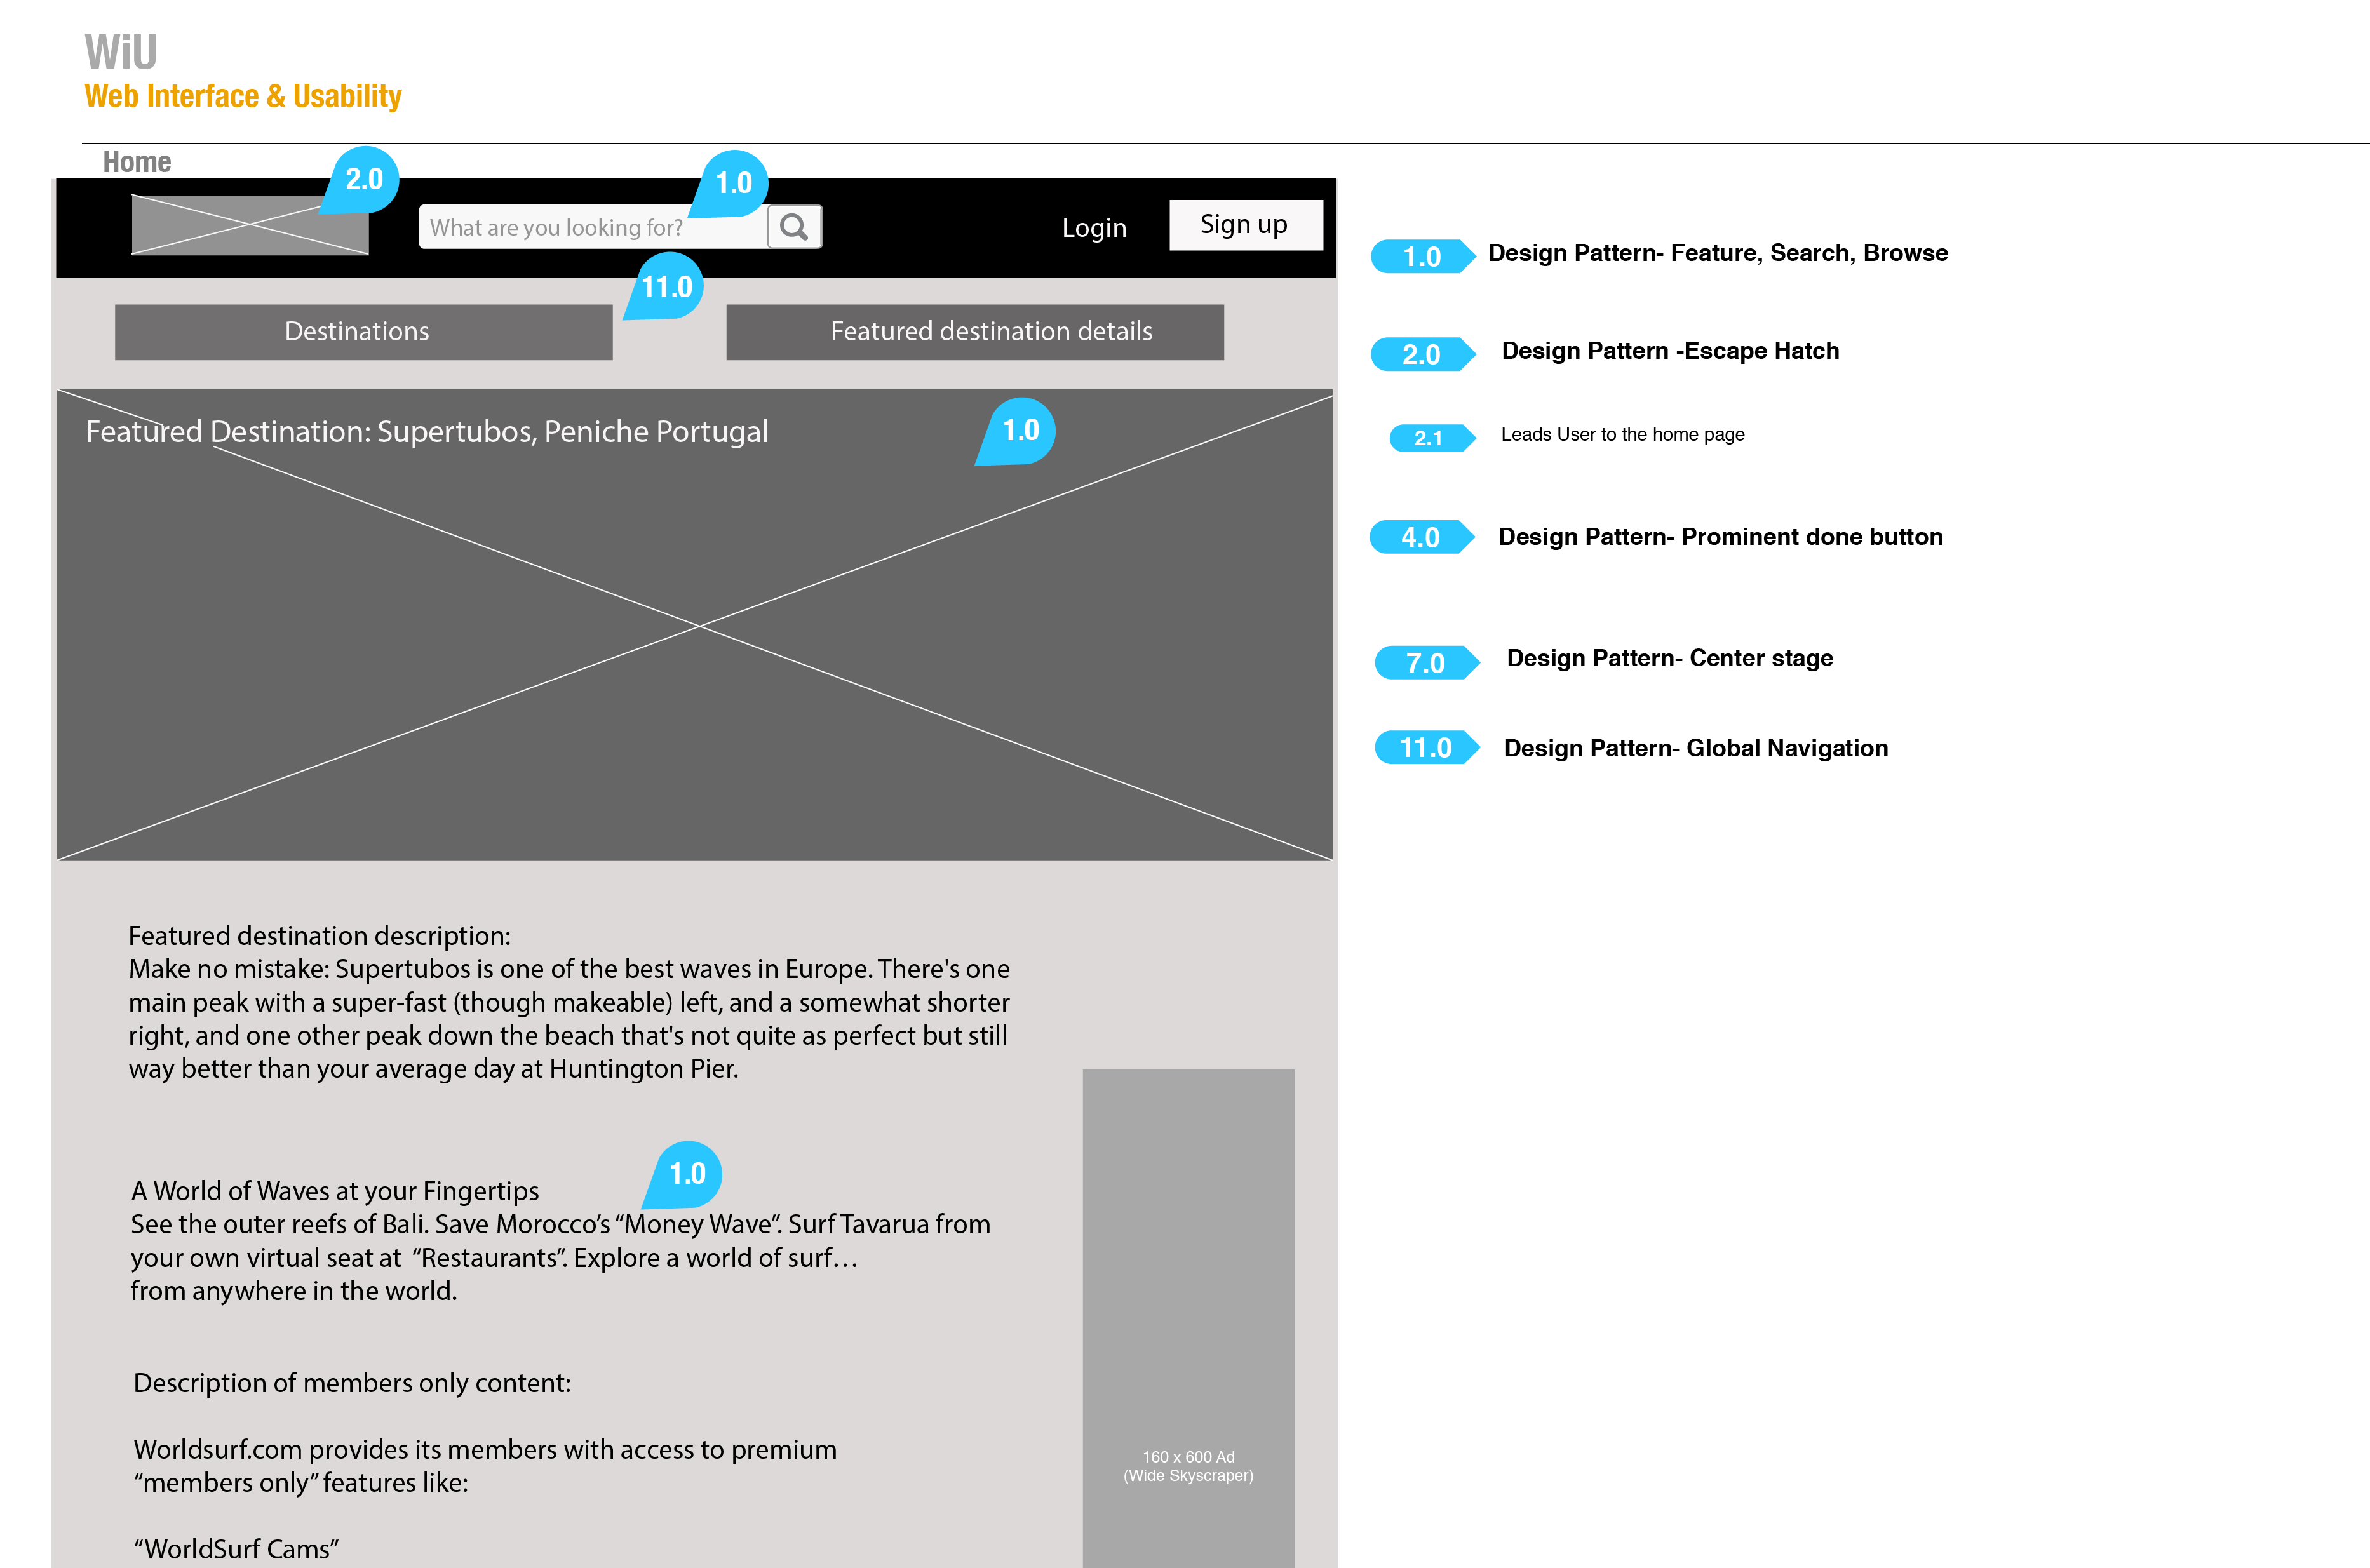 WiU
Web Interface & Usability
Home
2.0
1.0
What are you looking for?
Login
Sign up
11.0
Destinations
Featured destination details
Featured Destination: Supertubos, Peniche Portugal
1.0
Featured destination description:
Make no mistake: Supertubos is one of the best waves in Europe. There's one
main peak with a super-fast (though makeable) left, and a somewhat shorter
right, and one other peak down the beach that's not quite as perfect but still
way better than your average day at Huntington Pier.
1.0
A World of Waves at your Fingertips
See the outer reefs of Bali. Save Morocco’s “Money Wave”. Surf Tavarua from
your own virtual seat at “Restaurants”. Explore a world of surf…
from anywhere in the world.
Description of members only content:
Worldsurf.com provides its members with access to premium
“members only” features like:
“WorldSurf Cams”
160 x 600 Ad
(Wide Skyscraper)
1.0 Design Pattern- Feature, Search, Browse
2.0 Design Pattern -Escape Hatch
2.1 Leads User to the home page
4.0 Design Pattern- Prominent done button
7.0 Design Pattern- Center stage
11.0 Design Pattern- Global Navigation